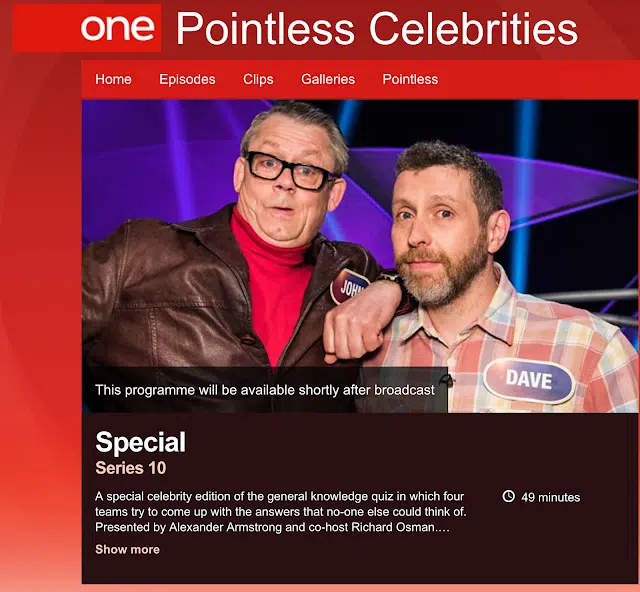 one Pointless Celebrities
Home Episodes Clips Galleries Pointless
JOHN
DAVE
This programme will be available shortly after broadcast
Special
Series 10
A special celebrity edition of the general knowledge quiz in which four
teams try to come up with the answers that no-one else could think of.
Presented by Alexander Armstrong and co-host Richard Osman....
49 minutes
Show more